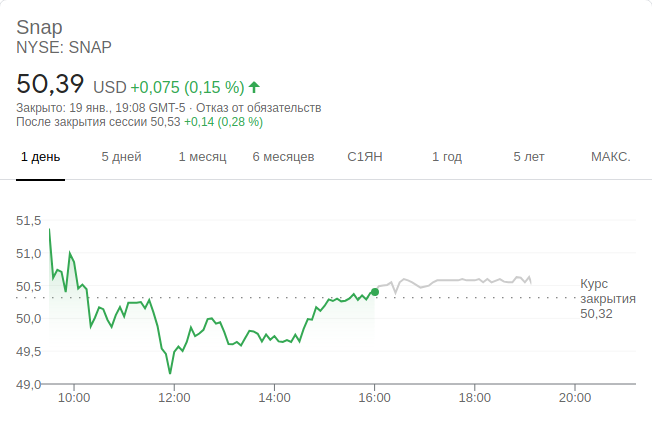 Snap
NYSE: SNAP
50,39 USD +0,075 (0,15 %)
Закрыто: 19 янв., 19:08 GMT-5 · Отказ от обязательств
После закрытия сессии 50,53 +0,14 (0,28 %)
1 день 5 дней 1 месяц 6 месяцев С1ЯН 1 год 5 лет МАКС.
51,5
51,0
50,5
50,0
49,5
49,0
Курс
закрытия
50,32
10:00 12:00 14:00 16:00 18:00 20:00